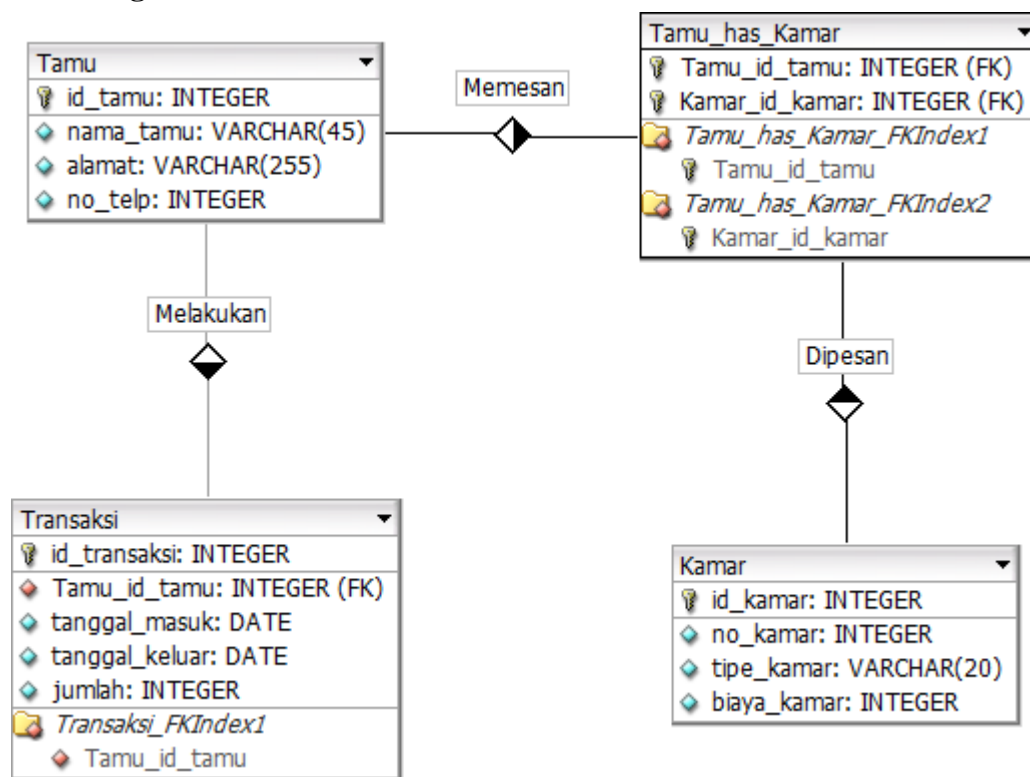 Tamu
id_tamu: INTEGER
nama_tamu: VARCHAR(45)
alamat: VARCHAR(255)
no_telp: INTEGER
Memesan
Tamu_has_Kamar
Tamu_id_tamu: INTEGER (FK)
Kamar_id_kamar: INTEGER (FK)
Tamu_has_Kamar_FKIndex1
Tamu_id_tamu
Tamu_has_Kamar_FKIndex2
Kamar_id_kamar
Melakukan
Dipesan
Transaksi
id_transaksi: INTEGER
Tamu_id_tamu: INTEGER (FK)
tanggal_masuk: DATE
tanggal_keluar: DATE
jumlah: INTEGER
Transaksi_FKIndex1
Tamu_id_tamu
Kamar
id_kamar: INTEGER
no_kamar: INTEGER
tipe_kamar: VARCHAR(20)
biaya_kamar: INTEGER